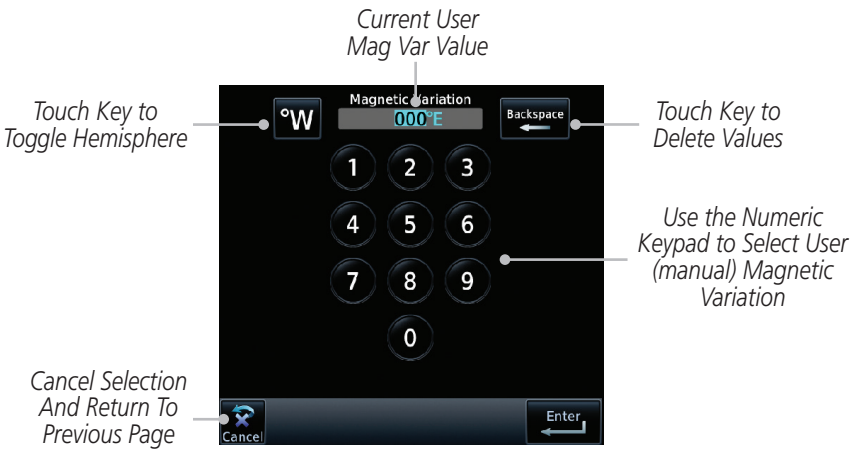 Current User
Mag Var Value
Touch Key to
Toggle Hemisphere
°W
Magnetic Variation
000°E
Backspace
Touch Key to
Delete Values
1 2 3
4 5 6
7 8 9
0
Use the Numeric
Keypad to Select User
(manual) Magnetic
Variation
Cancel Selection
And Return To
Previous Page
Cancel
Enter